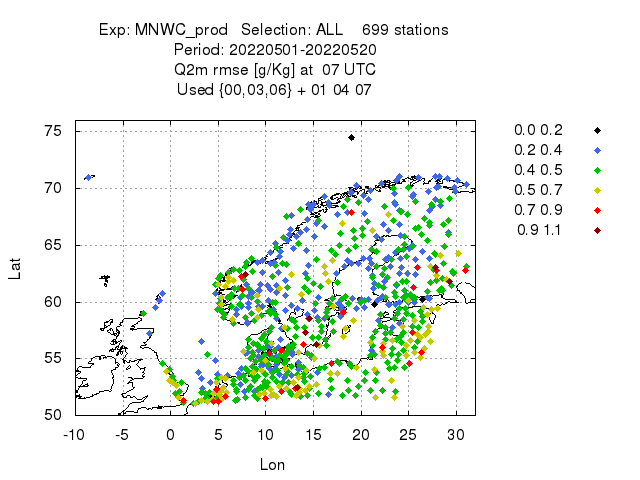 Exp: MNWC_prod Selection: ALL 699 stations
Period: 20220501-20220520
Q2m rmse [g/Kg] at 07 UTC
Used {00,03,06} + 01 04 07
0.0 0.2
0.2 0.4
0.4 0.5
0.5 0.7
0.7 0.9
0.9 1.1
75
70
65
60
55
50
Lat
-10 -5 0 5 10 15 20 25 30
Lon